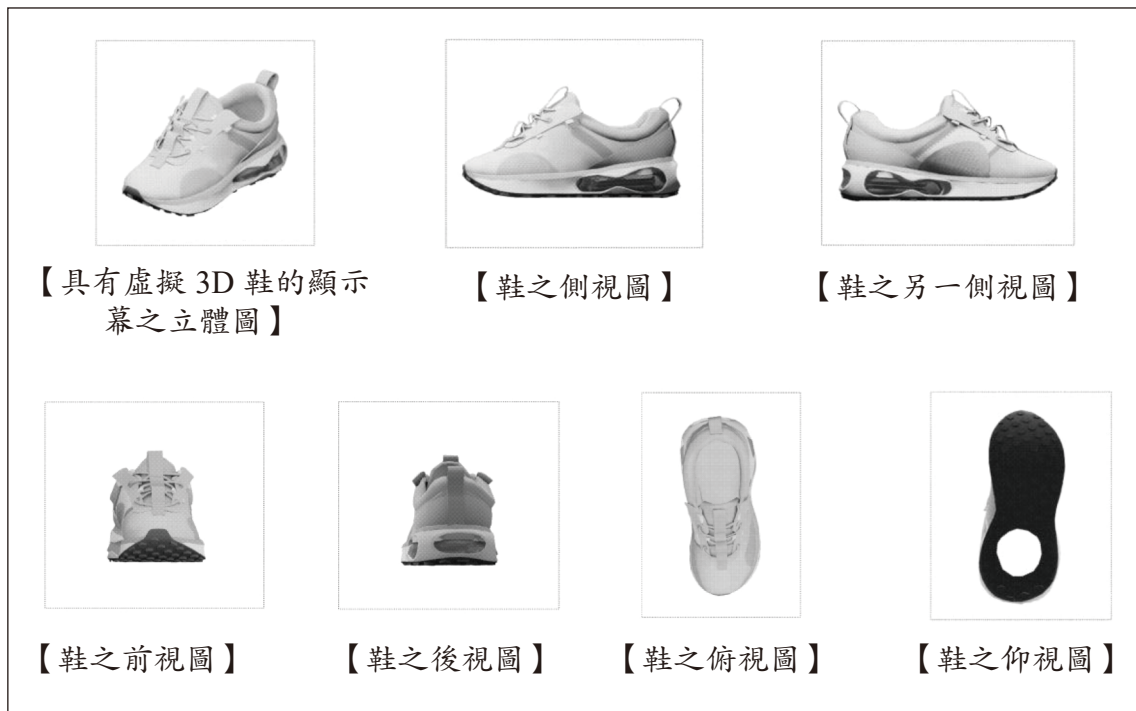 【具有虛擬 3D 鞋的顯示
幕之立體圖】
【鞋之側視圖】
【鞋之另一側視圖】
【鞋之前視圖】
【鞋之後視圖】
【鞋之俯視圖】
【鞋之仰視圖】